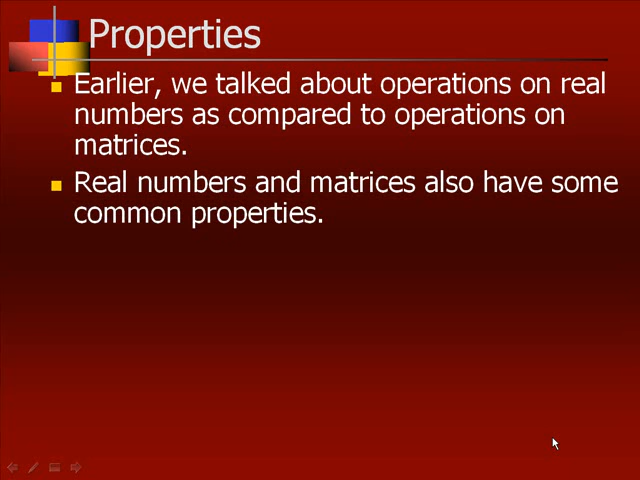 Properties
Earlier, we talked about operations on real
numbers as compared to operations on
matrices.
Real numbers and matrices also have some
common properties.